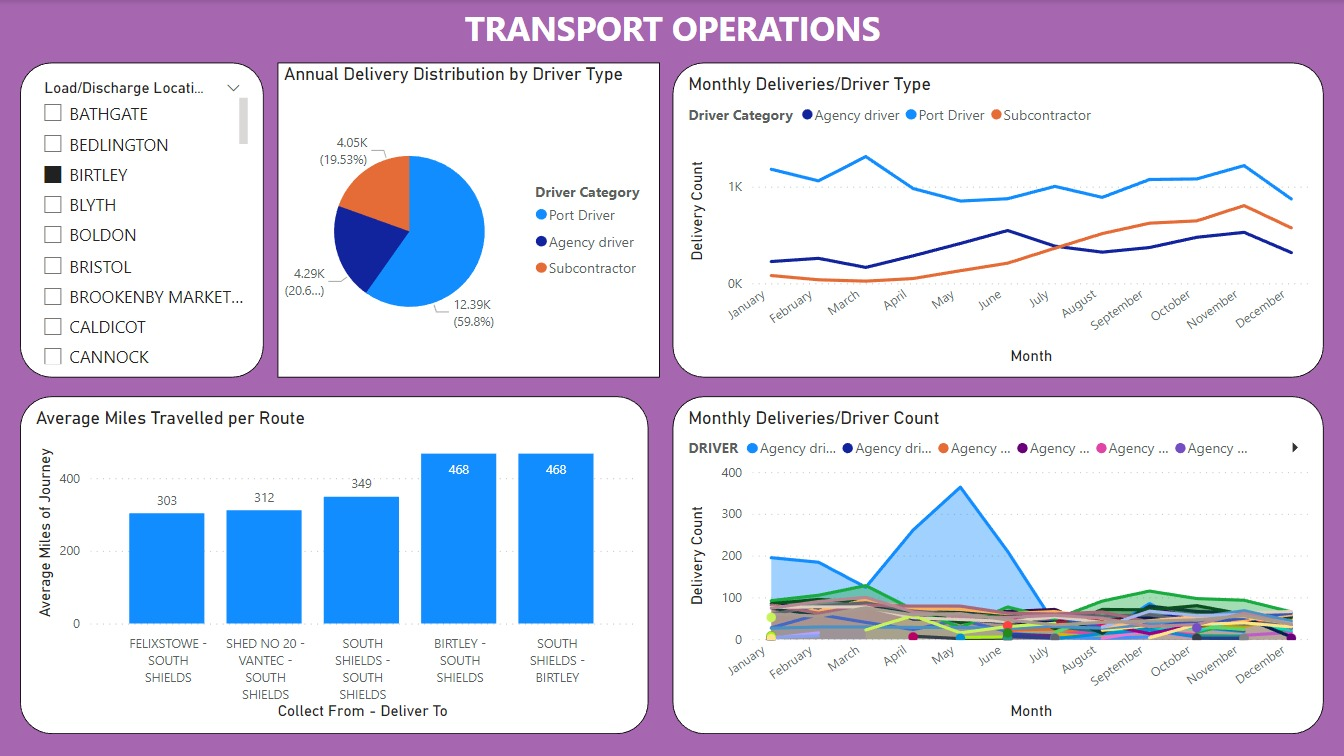 TRANSPORT OPERATIONS
Load/Discharge Locati...
BATHGATE
BEDLINGTON
BIRTLEY
BLYTH
BOLDON
BRISTOL
BROOKENBY MARKET...
CALDICOT
CANNOCK
Annual Delivery Distribution by Driver Type
4.05K
(19.53%)
4.29K
(20.6...)
12.39K
(59.8%)
Driver Category
Port Driver
Agency driver
Subcontractor
Monthly Deliveries/Driver Type
Driver Category Agency driver Port Driver Subcontractor
Delivery Count
1K
0K
January February March April May June July August September October November December
Month
Average Miles Travelled per Route
Average Miles of Journey
400
200
0
303
312
349
468
468
FELIXSTOWE -
SOUTH
SHIELDS
SHED NO 20 -
VANTEC -
SOUTH
SHIELDS
SOUTH
SHIELDS -
SOUTH
SHIELDS
BIRTLEY -
SOUTH
SHIELDS
SOUTH
SHIELDS -
BIRTLEY
Collect From - Deliver To
Monthly Deliveries/Driver Count
DRIVER Agency dri... Agency dri... Agency ... Agency ... Agency ... Agency ...
Delivery Count
400
300
200
100
0
January February March April May June July August September October November December
Month